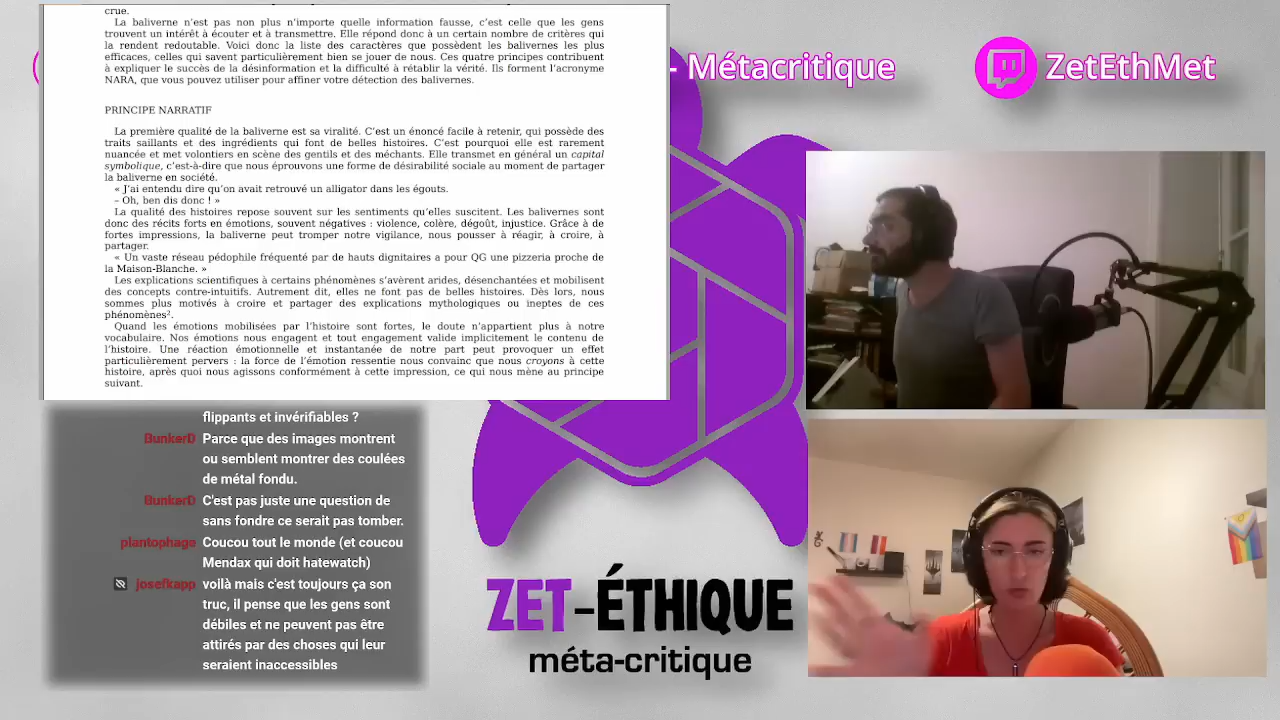 crue.
La baliverne n’est pas non plus n’importe quelle information fausse, c’est celle que les gens
trouvent un intérêt à écouter et à transmettre. Elle répond donc à un certain nombre de critères qui
la rendent redoutable. Voici donc la liste des caractères que possèdent les balivernes les plus
efficaces, celles qui savent particulièrement bien se jouer de nous. Ces quatre principes contribuent
à expliquer le succès de la désinformation et la difficulté à rétablir la vérité. Ils forment l’acronyme
NARA, que vous pouvez utiliser pour affiner votre détection des balivernes.
PRINCIPE NARRATIF
La première qualité de la baliverne est sa viralité. C’est un énoncé facile à retenir, qui possède des
traits saillants et des ingrédients qui font de belles histoires. C’est pourquoi elle est rarement
nuancée et met volontiers en scène des gentils et des méchants. Elle transmet en général un capital
symbolique, c’est-à-dire que nous éprouvons une forme de désirabilité sociale au moment de partager
la baliverne en société.
« J’ai entendu dire qu’on avait retrouvé un alligator dans les égouts.
– Oh, ben dis donc ! »
La qualité des histoires repose souvent sur les sentiments qu’elles suscitent. Les balivernes sont
donc des récits forts en émotions, souvent négatives : violence, colère, dégoût, injustice. Grâce à de
fortes impressions, la baliverne peut tromper notre vigilance, nous pousser à réagir, à croire, à
partager.
« Un vaste réseau pédophile fréquenté par de hauts dignitaires a pour QG une pizzeria proche de
la Maison-Blanche. »
Les explications scientifiques à certains phénomènes s’avèrent arides, désenchantées et mobilisent
des concepts contre-intuitifs. Autrement dit, elles ne font pas de belles histoires. Dès lors, nous
sommes plus motivés à croire et partager des explications mythologiques ou ineptes de ces
phénomènes².
Quand les émotions mobilisées par l’histoire sont fortes, le doute n’appartient plus à notre
vocabulaire. Nos émotions nous engagent et tout engagement valide implicitement le contenu de
l’histoire. Une réaction émotionnelle et instantanée de notre part peut provoquer un effet
particulièrement pervers : la force de l’émotion ressentie nous convainc que nous croyons à cette
histoire, après quoi nous agissons conformément à cette impression, ce qui nous mène au principe
suivant.
- Métacritique
ZetEthMet
flippants et invérifiables ?
BunkerD Parce que des images montrent
ou semblent montrer des coulées
de métal fondu.
BunkerD C'est pas juste une question de
sans fondre ce serait pas tomber.
plantophage Coucou tout le monde (et coucou
Mendax qui doit hatewatch)
josefkapp voilà mais c'est toujours ça son
truc, il pense que les gens sont
débiles et ne peuvent pas être
attirés par des choses qui leur
seraient inaccessibles
ZET-ÉTHIQUE
méta-critique